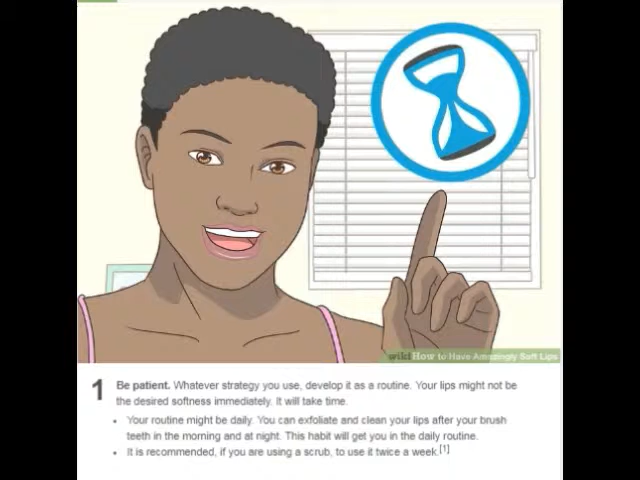 wikiHow to Have Amazingly Soft Lips
1 Be patient. Whatever strategy you use, develop it as a routine. Your lips might not be
the desired softness immediately. It will take time.
• Your routine might be daily. You can exfoliate and clean your lips after your brush
teeth in the morning and at night. This habit will get you in the daily routine.
• It is recommended, if you are using a scrub, to use it twice a week.[1]